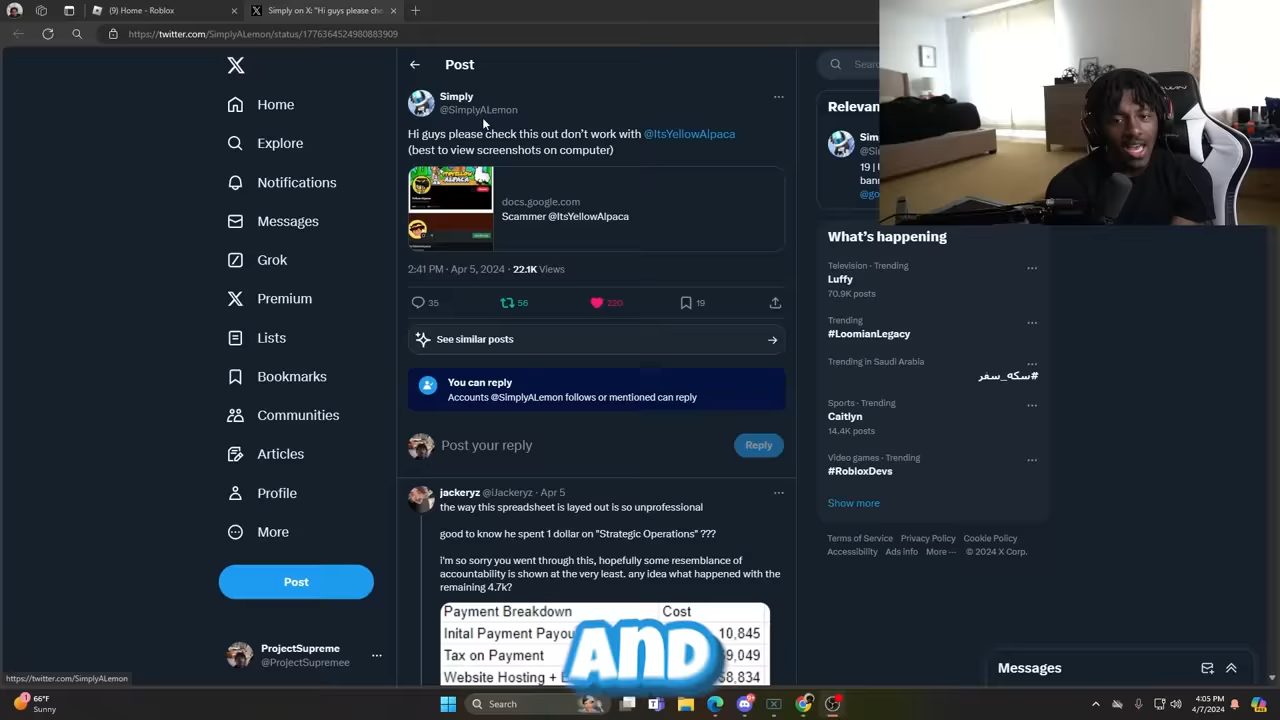 (9) Home - Roblox
Simply on X: "Hi guys please che
https://twitter.com/SimplyALemon/status/1776364524980883909
Post
Home
Explore
Notifications
Messages
Grok
Premium
Lists
Bookmarks
Communities
Articles
Profile
More
Post
ProjectSupreme
@ProjectSupremee
https://twitter.com/SimplyALemon
Simply
@SimplyALemon
Hi guys please check this out don't work with @ItsYellowAlpaca
(best to view screenshots on computer)
docs.google.com
Scammer @ItsYellowAlpaca
2:41 PM · Apr 5, 2024 · 22.1K Views
35
56
220
19
See similar posts
You can reply
Accounts @SimplyALemon follows or mentioned can reply
Post your reply
Reply
jackeryz @iJackeryz · Apr 5
the way this spreadsheet is layed out is so unprofessional
good to know he spent 1 dollar on "Strategic Operations" ???
i'm so sorry you went through this, hopefully some resemblance of
accountability is shown at the very least. any idea what happened with the
remaining 4.7k?
Payment Breakdown Cost
Inital Payment Payou 10,845
Tax on Payment 9,049
Website Hosting + 8,834
AND
Sear
Relevan
Sim
@Si
19 | 
ban
@go
What's happening
Television · Trending
Luffy
70.9K posts
Trending
#LoomianLegacy
Trending in Saudi Arabia
#سكه_سفر
Sports · Trending
Caitlyn
14.4K posts
Video games · Trending
#RobloxDevs
Show more
Terms of Service Privacy Policy Cookie Policy
Accessibility Ads info More ··· © 2024 X Corp.
Messages
66°F
Sunny
Search
4:05 PM
4/7/2024